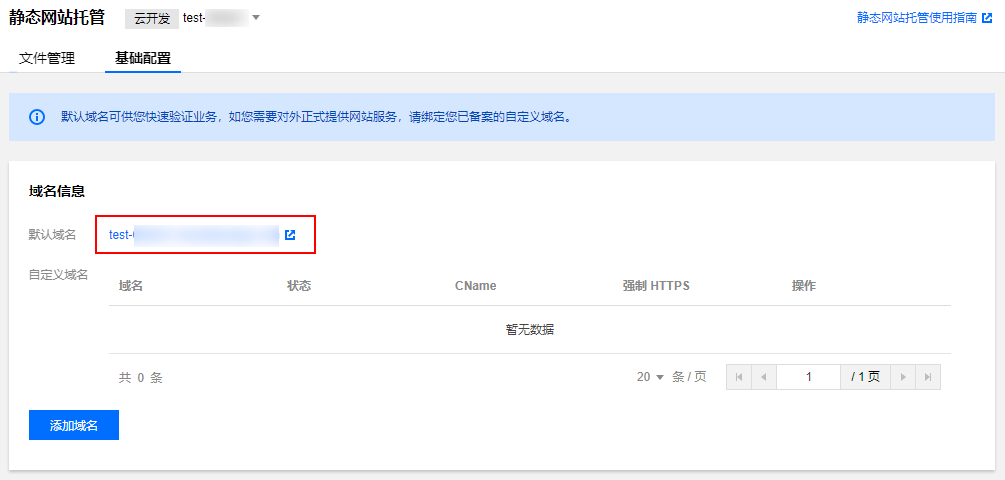 静态网站托管 云开发 test- 静态网站托管使用指南
文件管理 基础配置
默认域名可供您快速验证业务，如您需要对外正式提供网站服务，请绑定您已备案的自定义域名。
域名信息
默认域名 test-
自定义域名
域名 状态 CName 强制 HTTPS 操作
暂无数据
共 0 条 20 条 / 页 1 / 1 页
添加域名